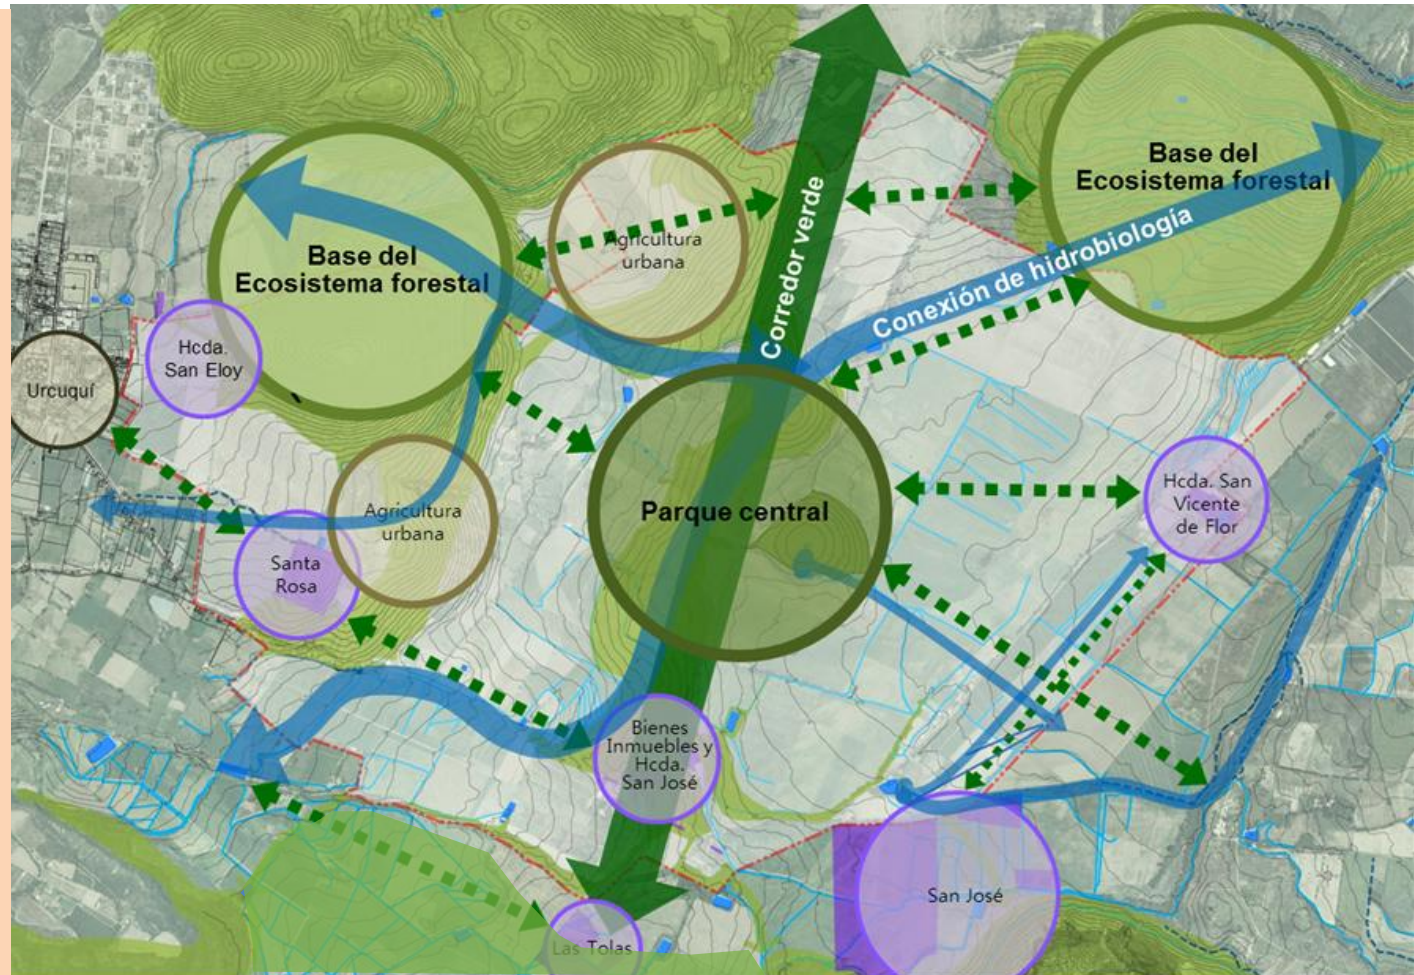 Base del
Ecosistema forestal
Base del
Ecosistema forestal
Agricultura
urbana
Corredor verde
Conexión de hidrobiología
Hcda.
San Eloy
Urcuquí
Parque central
Hcda. San
Vicente
de Flor
Agricultura
urbana
Santa
Rosa
Bienes
Inmuebles y
Hcda.
San José
San José
Las Tolas